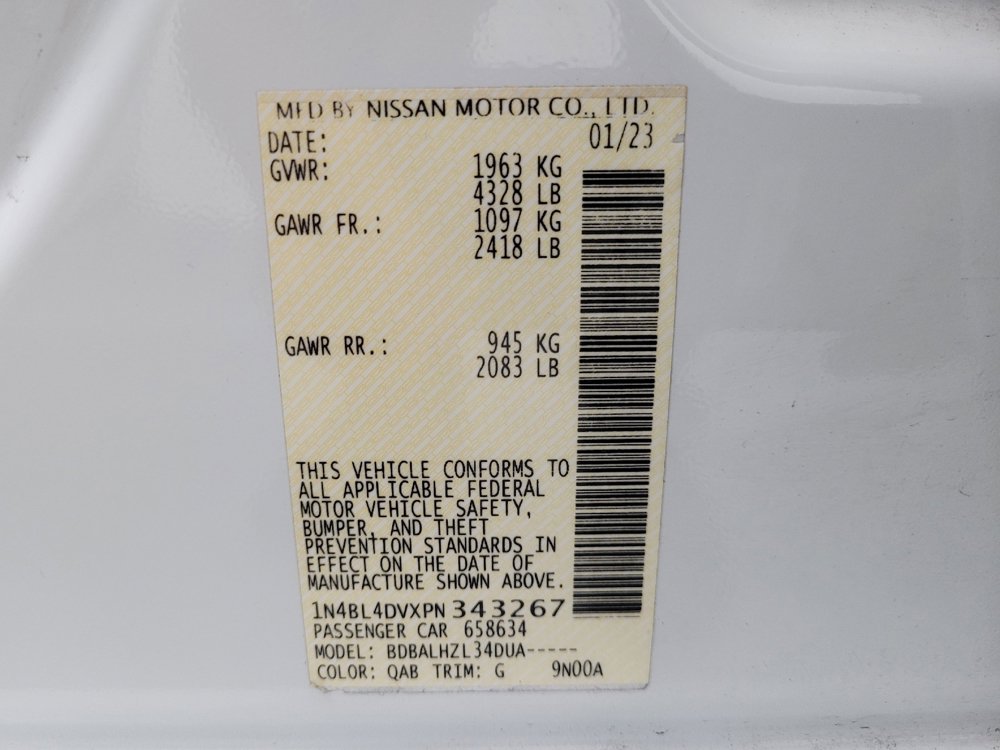 MFD BY NISSAN MOTOR CO., LTD.
DATE: 01/23
GVWR: 1963 KG
4328 LB
GAWR FR.: 1097 KG
2418 LB
GAWR RR.: 945 KG
2083 LB
THIS VEHICLE CONFORMS TO
ALL APPLICABLE FEDERAL
MOTOR VEHICLE SAFETY,
BUMPER, AND THEFT
PREVENTION STANDARDS IN
EFFECT ON THE DATE OF
MANUFACTURE SHOWN ABOVE.
1N4BL4DVXPN343267
PASSENGER CAR 658634
MODEL: BDBALHZL34DUA-----
COLOR: QAB TRIM: G 9N00A